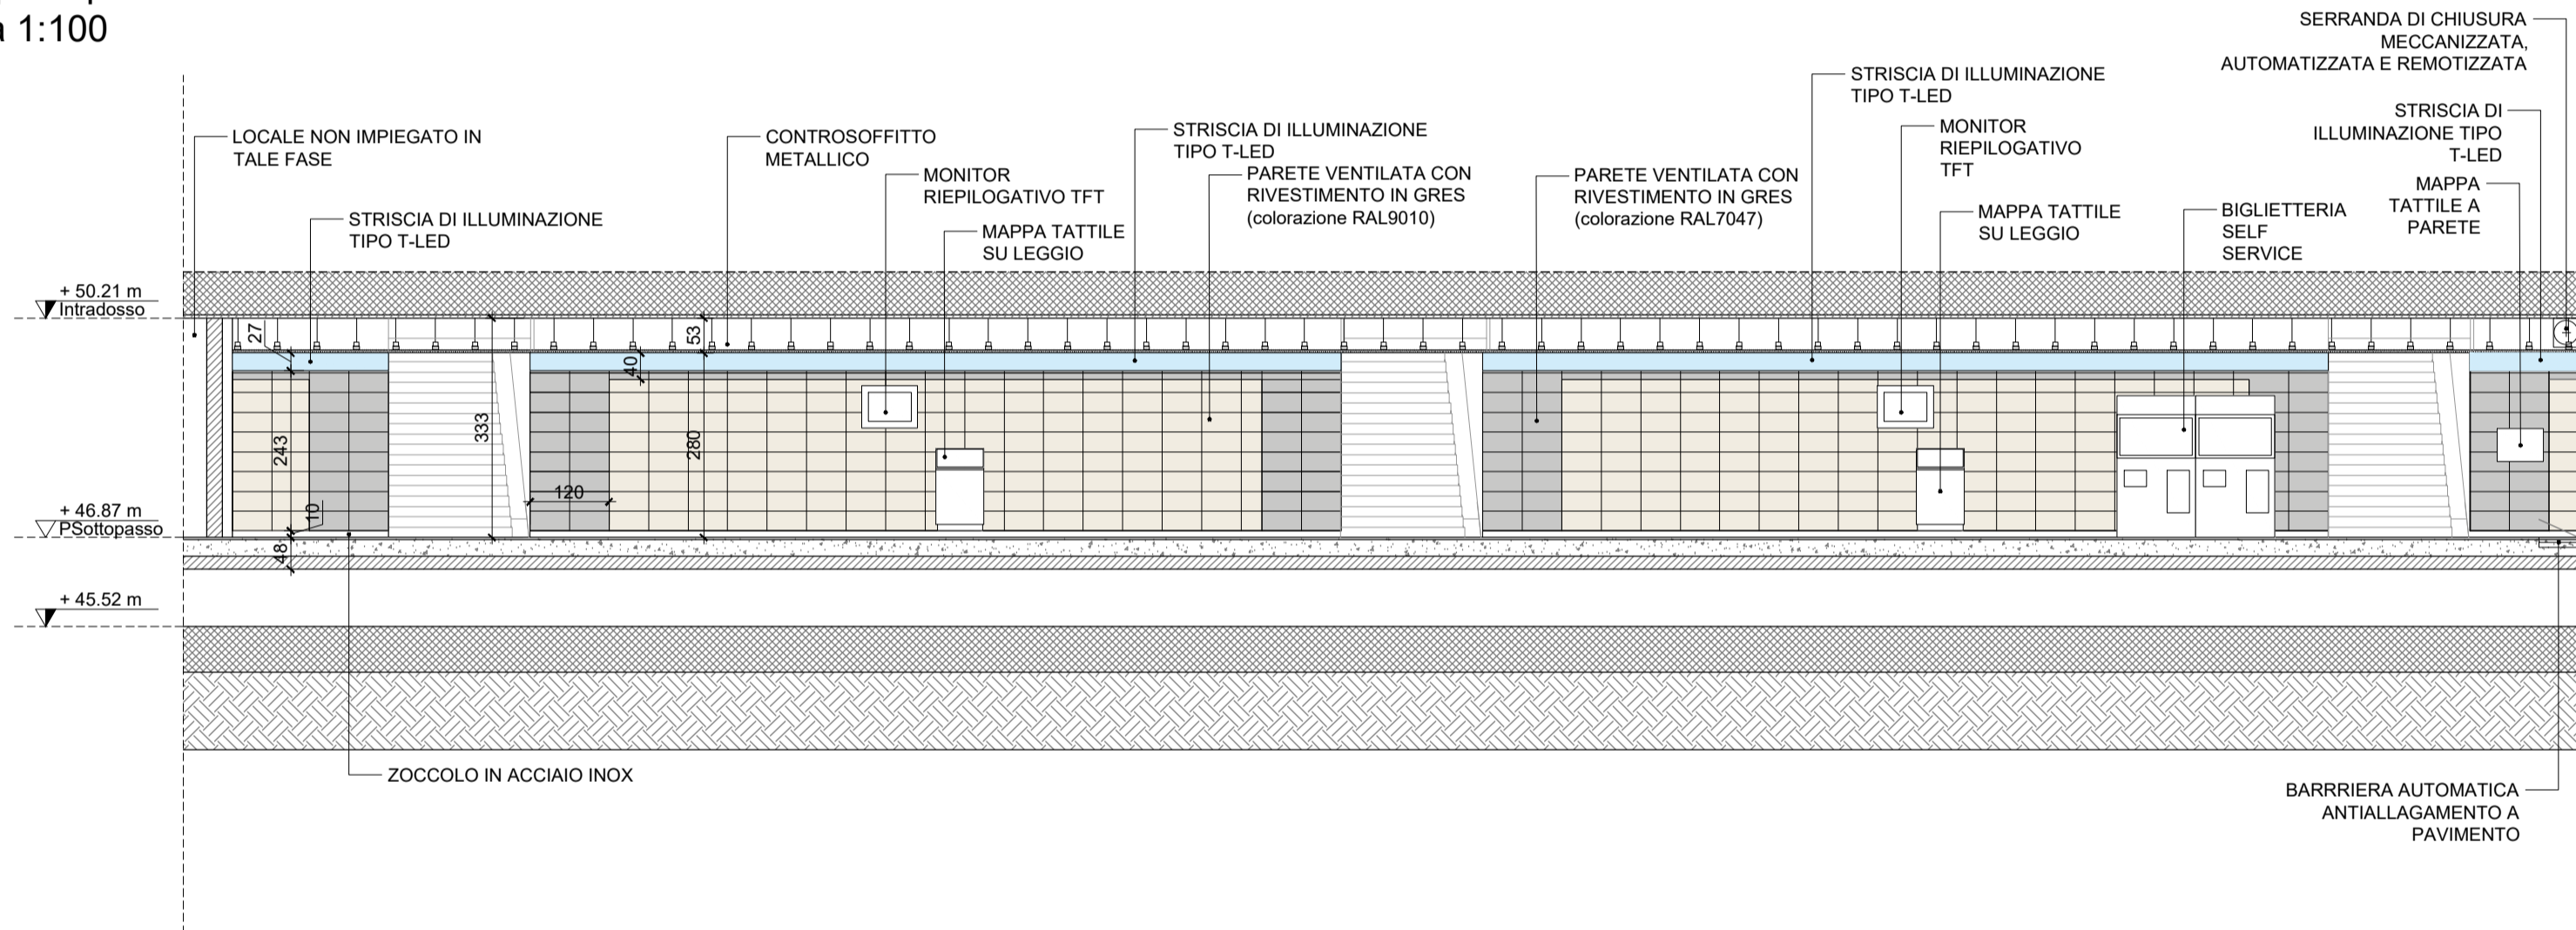 1:100
SERRANDA DI CHIUSURA
MECCANIZZATA,
AUTOMATIZZATA E REMOTIZZATA
STRISCIA DI ILLUMINAZIONE
TIPO T-LED
STRISCIA DI
ILLUMINAZIONE TIPO
T-LED
LOCALE NON IMPIEGATO IN
TALE FASE
CONTROSOFFITTO
METALLICO
STRISCIA DI ILLUMINAZIONE
TIPO T-LED
MONITOR
RIEPILOGATIVO
TFT
MONITOR
RIEPILOGATIVO TFT
PARETE VENTILATA CON
RIVESTIMENTO IN GRES
(colorazione RAL9010)
PARETE VENTILATA CON
RIVESTIMENTO IN GRES
(colorazione RAL7047)
MAPPA
TATTILE A
PARETE
STRISCIA DI ILLUMINAZIONE
TIPO T-LED
MAPPA TATTILE
SU LEGGIO
MAPPA TATTILE
SU LEGGIO
BIGLIETTERIA
SELF
SERVICE
+ 50.21 m
Intradosso
27
53
40
333
243
280
120
10
+ 46.87 m
PSottopasso
48
+ 45.52 m
ZOCCOLO IN ACCIAIO INOX
BARRRIERA AUTOMATICA
ANTIALLAGAMENTO A
PAVIMENTO